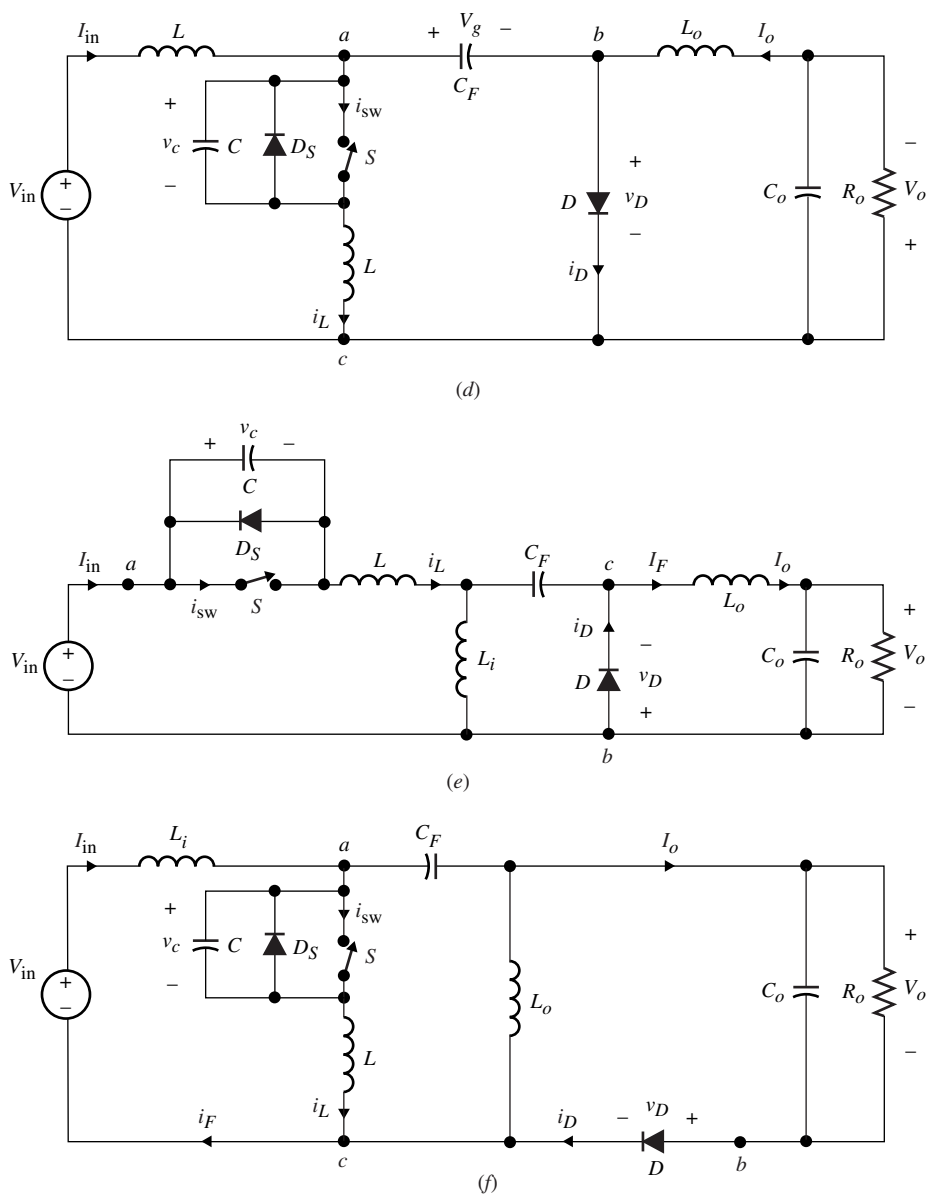 I_in L a + V_g − b L_o I_o
C_F
+ i_sw −
v_c C D_S S + C_o R_o V_o
− D v_D +
V_in + − −
L i_D
i_L
c
(d)
+ v_c −
C
D_S
I_in a L i_L C_F c I_F I_o
i_sw S L_o
i_D − +
V_in + − L_i D v_D C_o R_o V_o
+ −
b
(e)
I_in L_i a C_F I_o
+ i_sw
v_c C D_S S +
V_in + − − L_o C_o R_o V_o
L −
i_F i_L i_D − v_D +
c D b
(f)